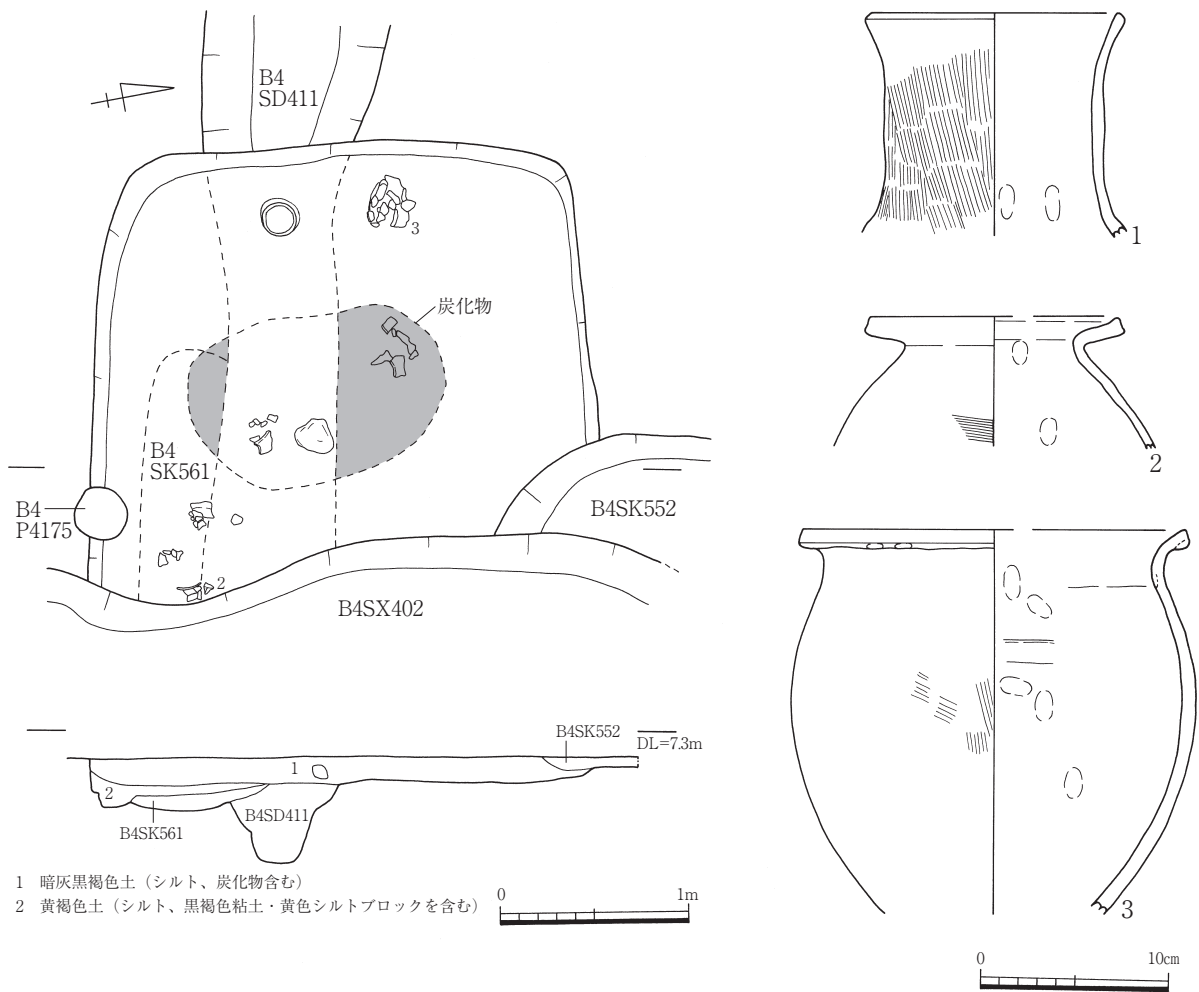 B4
SD411
3
炭化物
B4
SK561
B4
P4175
B4SK552
2
B4SX402
B4SK552
DL=7.3m
1
2
B4SD411
B4SK561
1 暗灰黒褐色土（シルト、炭化物含む）
2 黄褐色土（シルト、黒褐色粘土・黄色シルトブロックを含む）
0 1m
1
2
3
0 10㎝